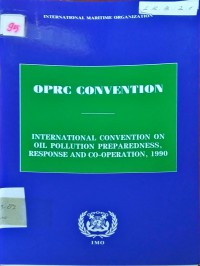 INTERNATIONAL MARITIME ORGANIZATION
OPRC CONVENTION
INTERNATIONAL CONVENTION ON
OIL POLLUTION PREPAREDNESS,
RESPONSE AND CO-OPERATION, 1990
IMO